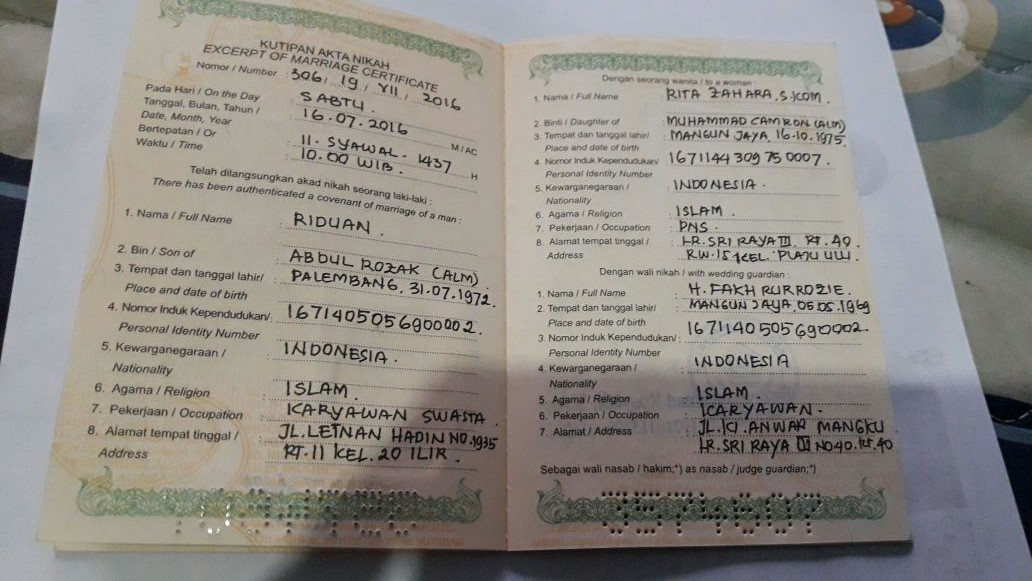 KUTIPAN AKTA NIKAH
EXCERPT OF MARRIAGE CERTIFICATE
Nomor / Number : 306/ 19 / VII / 2016
Pada Hari / On the Day : SABTU.
Tanggal, Bulan, Tahun / : 16.07.2016 M / AC
Date, Month, Year
Bertepatan / Or : 11. SYAWAL. 1437 H
Waktu / Time : 10.00 WIB.
Telah dilangsungkan akad nikah seorang laki-laki :
There has been authenticated a covenant of marriage of a man :
1. Nama / Full Name : RIDUAN.
2. Bin / Son of : ABDUL ROZAK (ALM)
3. Tempat dan tanggal lahir/ : PALEMBANG, 31.07.1972.
Place and date of birth
4. Nomor Induk Kependudukan/ : 1671405056900002.
Personal Identity Number
5. Kewarganegaraan / : INDONESIA.
Nationality
6. Agama / Religion : ISLAM.
7. Pekerjaan / Occupation : KARYAWAN SWASTA.
8. Alamat tempat tinggal / : JL. LETNAN HADIN NO. 1935
Address RT. 11 KEL. 20 ILIR.
Dengan seorang wanita / to a woman :
1. Nama / Full Name : RITA ZAHARA, S.KOM.
2. Binti / Daughter of : MUHAMMAD CAMRON (ALM)
3. Tempat dan tanggal lahir/ : MANGUN JAYA, 16.10.1975.
Place and date of birth
4. Nomor Induk Kependudukan/ : 1671144309750007.
Personal Identity Number
5. Kewarganegaraan / : INDONESIA.
Nationality
6. Agama / Religion : ISLAM.
7. Pekerjaan / Occupation : PNS.
8. Alamat tempat tinggal / : LR. SRI RAYA III. RT. 40.
Address RW. 15 KEL. PLAJU ULU.
Dengan wali nikah / with wedding guardian :
1. Nama / Full Name : H. FAKHRURROZIE.
2. Tempat dan tanggal lahir/ : MANGUN JAYA, 05.05.1969
Place and date of birth
3. Nomor Induk Kependudukan/ : 1671140505690002.
Personal Identity Number
4. Kewarganegaraan / : INDONESIA
Nationality
5. Agama / Religion : ISLAM.
6. Pekerjaan / Occupation : KARYAWAN.
7. Alamat / Address : JL. KI. ANWAR MANGKU
LR. SRI RAYA III NO 40. RT. 40
Sebagai wali nasab / hakim;*) as nasab / judge guardian;*)